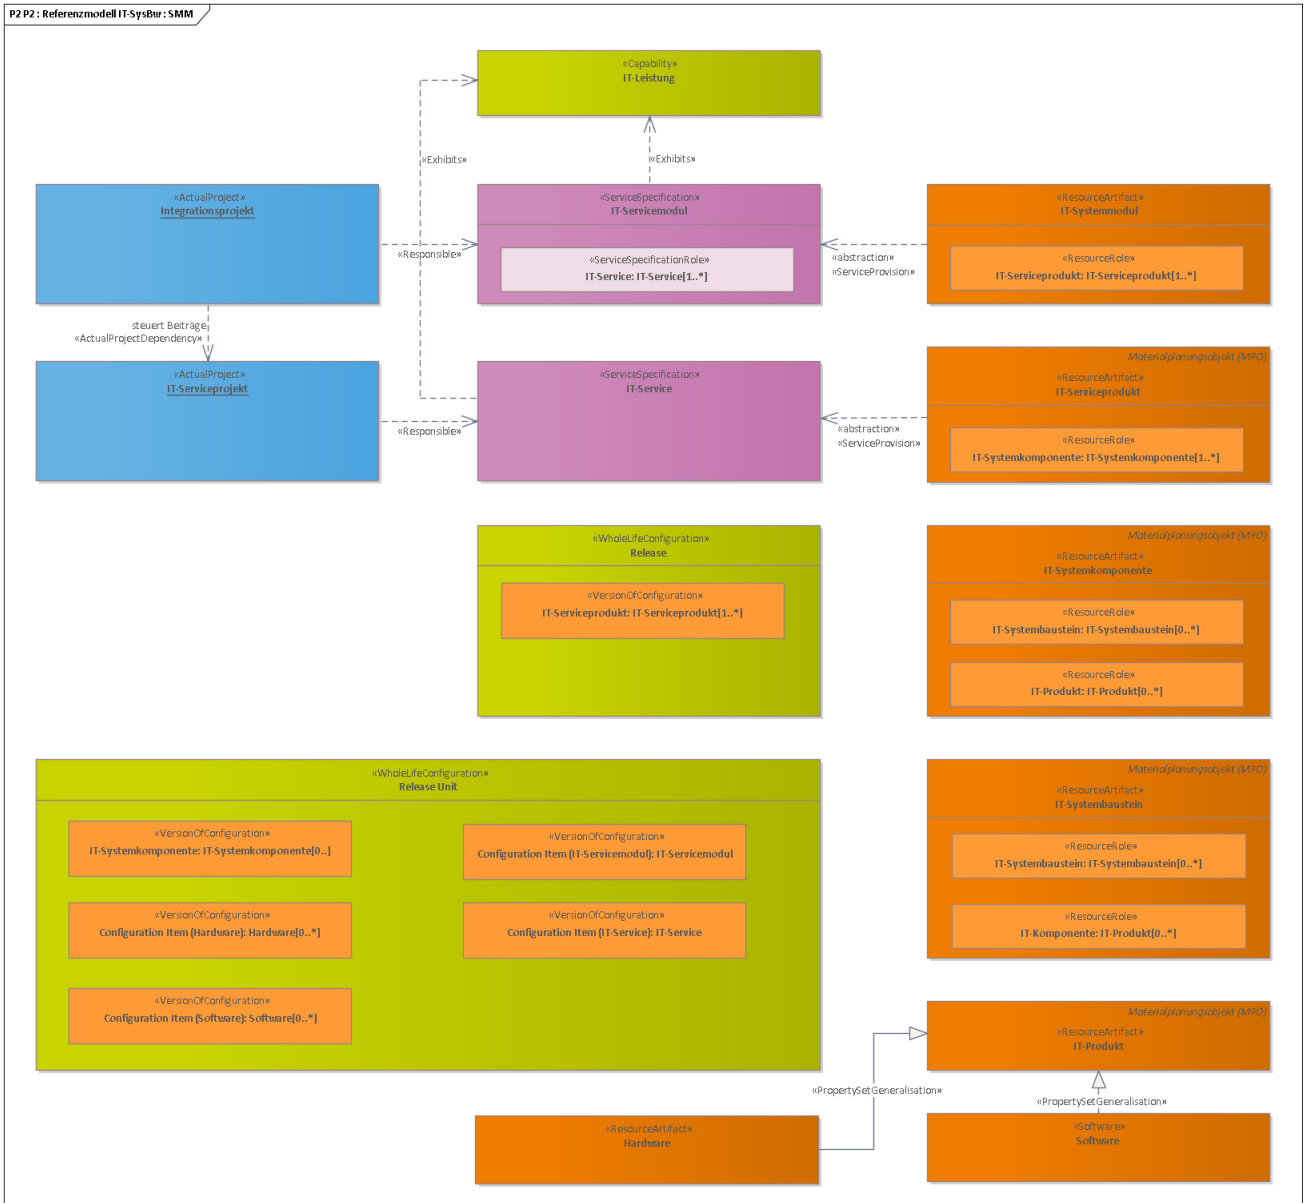 P2 P2 : Referenzmodell IT-SysBw : SMM
«Capability»
IT-Leistung
«Exhibits»
«Exhibits»
«ActualProject»
Integrationsprojekt
«Responsible»
«ServiceSpecification»
IT-Servicemodul
«ServiceSpecificationRole»
IT-Service: IT-Service[1..*]
«abstraction»
«ServiceProvision»
«ResourceArtifact»
IT-Systemmodul
«ResourceRole»
IT-Serviceprodukt: IT-Serviceprodukt[1..*]
steuert Beiträge
«ActualProjectDependency»
«ActualProject»
IT-Serviceprojekt
«Responsible»
«ServiceSpecification»
IT-Service
«abstraction»
«ServiceProvision»
Materialplanungsobjekt (MPO)
«ResourceArtifact»
IT-Serviceprodukt
«ResourceRole»
IT-Systemkomponente: IT-Systemkomponente[1..*]
«WholeLifeConfiguration»
Release
«VersionOfConfiguration»
IT-Serviceprodukt: IT-Serviceprodukt[1..*]
Materialplanungsobjekt (MPO)
«ResourceArtifact»
IT-Systemkomponente
«ResourceRole»
IT-Systembaustein: IT-Systembaustein[0..*]
«ResourceRole»
IT-Produkt: IT-Produkt[0..*]
«WholeLifeConfiguration»
Release Unit
«VersionOfConfiguration»
IT-Systemkomponente: IT-Systemkomponente[0..]
«VersionOfConfiguration»
Configuration Item (IT-Servicemodul): IT-Servicemodul
«VersionOfConfiguration»
Configuration Item (Hardware): Hardware[0..*]
«VersionOfConfiguration»
Configuration Item (IT-Service): IT-Service
«VersionOfConfiguration»
Configuration Item (Software): Software[0..*]
Materialplanungsobjekt (MPO)
«ResourceArtifact»
IT-Systembaustein
«ResourceRole»
IT-Systembaustein: IT-Systembaustein[0..*]
«ResourceRole»
IT-Komponente: IT-Produkt[0..*]
Materialplanungsobjekt (MPO)
«ResourceArtifact»
IT-Produkt
«PropertySetGeneralisation»
«PropertySetGeneralisation»
«ResourceArtifact»
Hardware
«Software»
Software